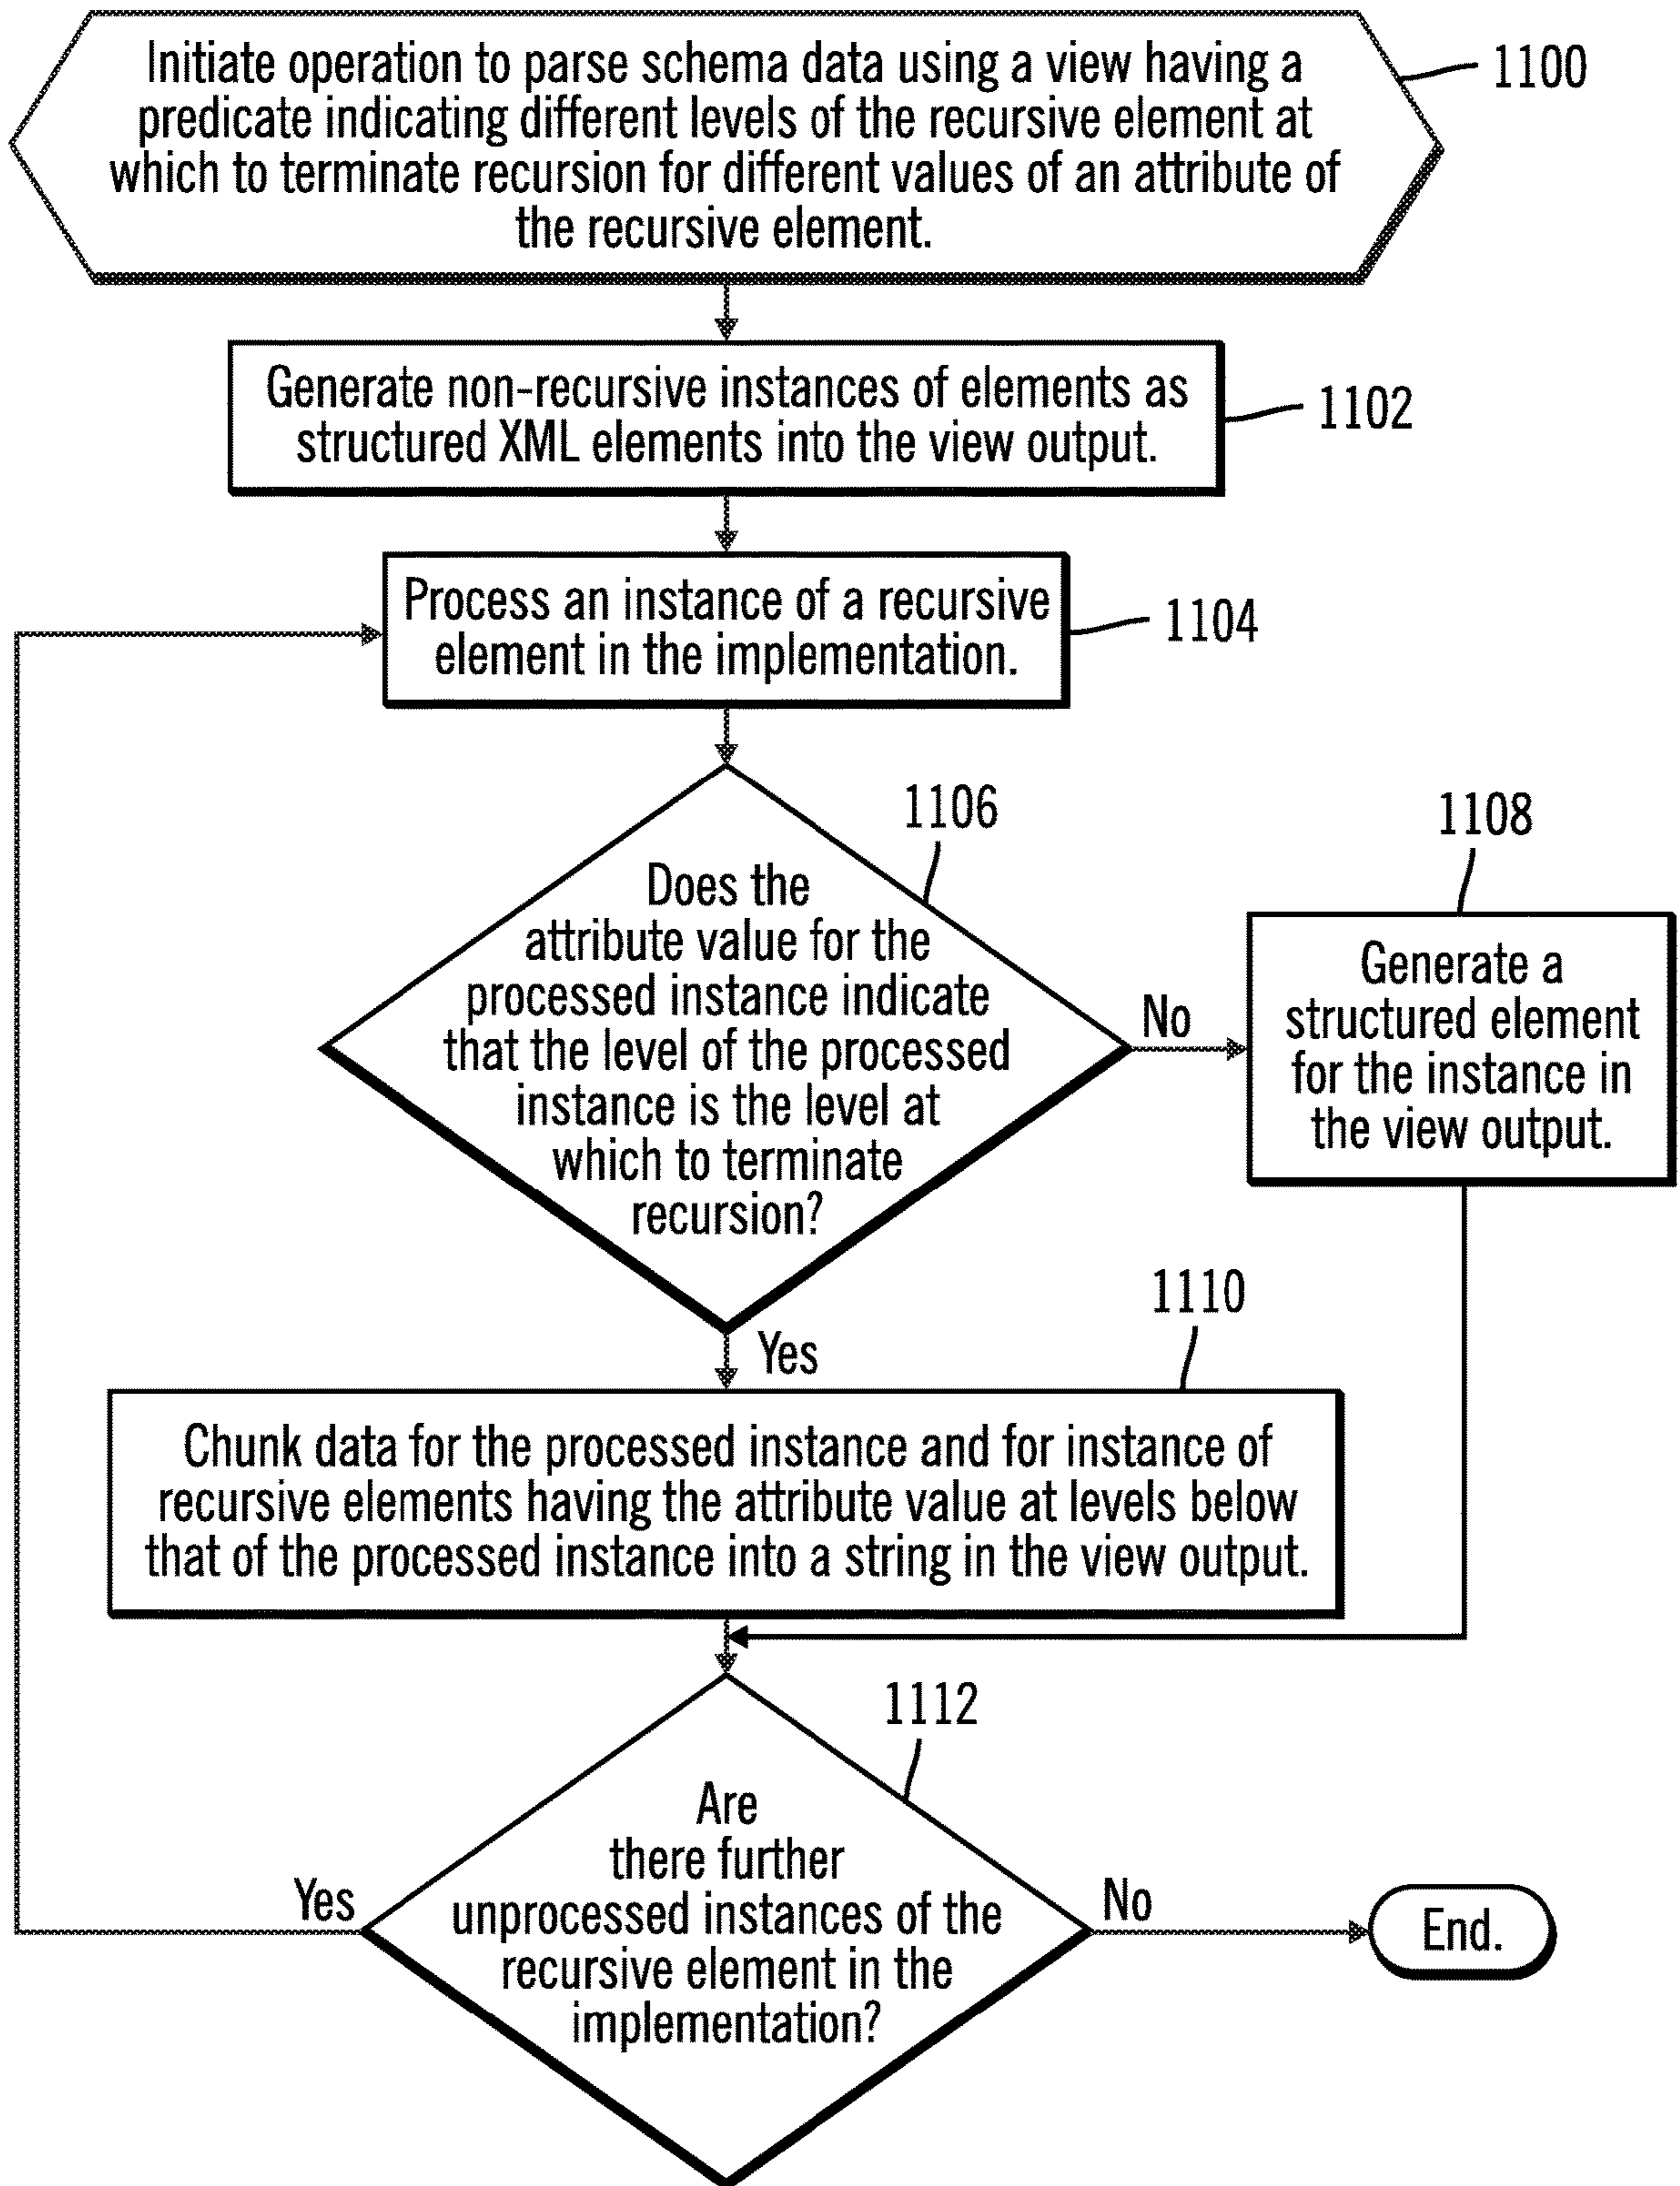 Initiate operation to parse schema data using a view having a
predicate indicating different levels of the recursive element at
which to terminate recursion for different values of an attribute of
the recursive element.
1100
Generate non-recursive instances of elements as
structured XML elements into the view output.
1102
Process an instance of a recursive
element in the implementation.
1104
1106
Does the
attribute value for the
processed instance indicate
that the level of the processed
instance is the level at
which to terminate
recursion?
No
1108
Generate a
structured element
for the instance in
the view output.
Yes
1110
Chunk data for the processed instance and for instance of
recursive elements having the attribute value at levels below
that of the processed instance into a string in the view output.
1112
Are
there further
unprocessed instances of the
recursive element in the
implementation?
Yes
No
End.